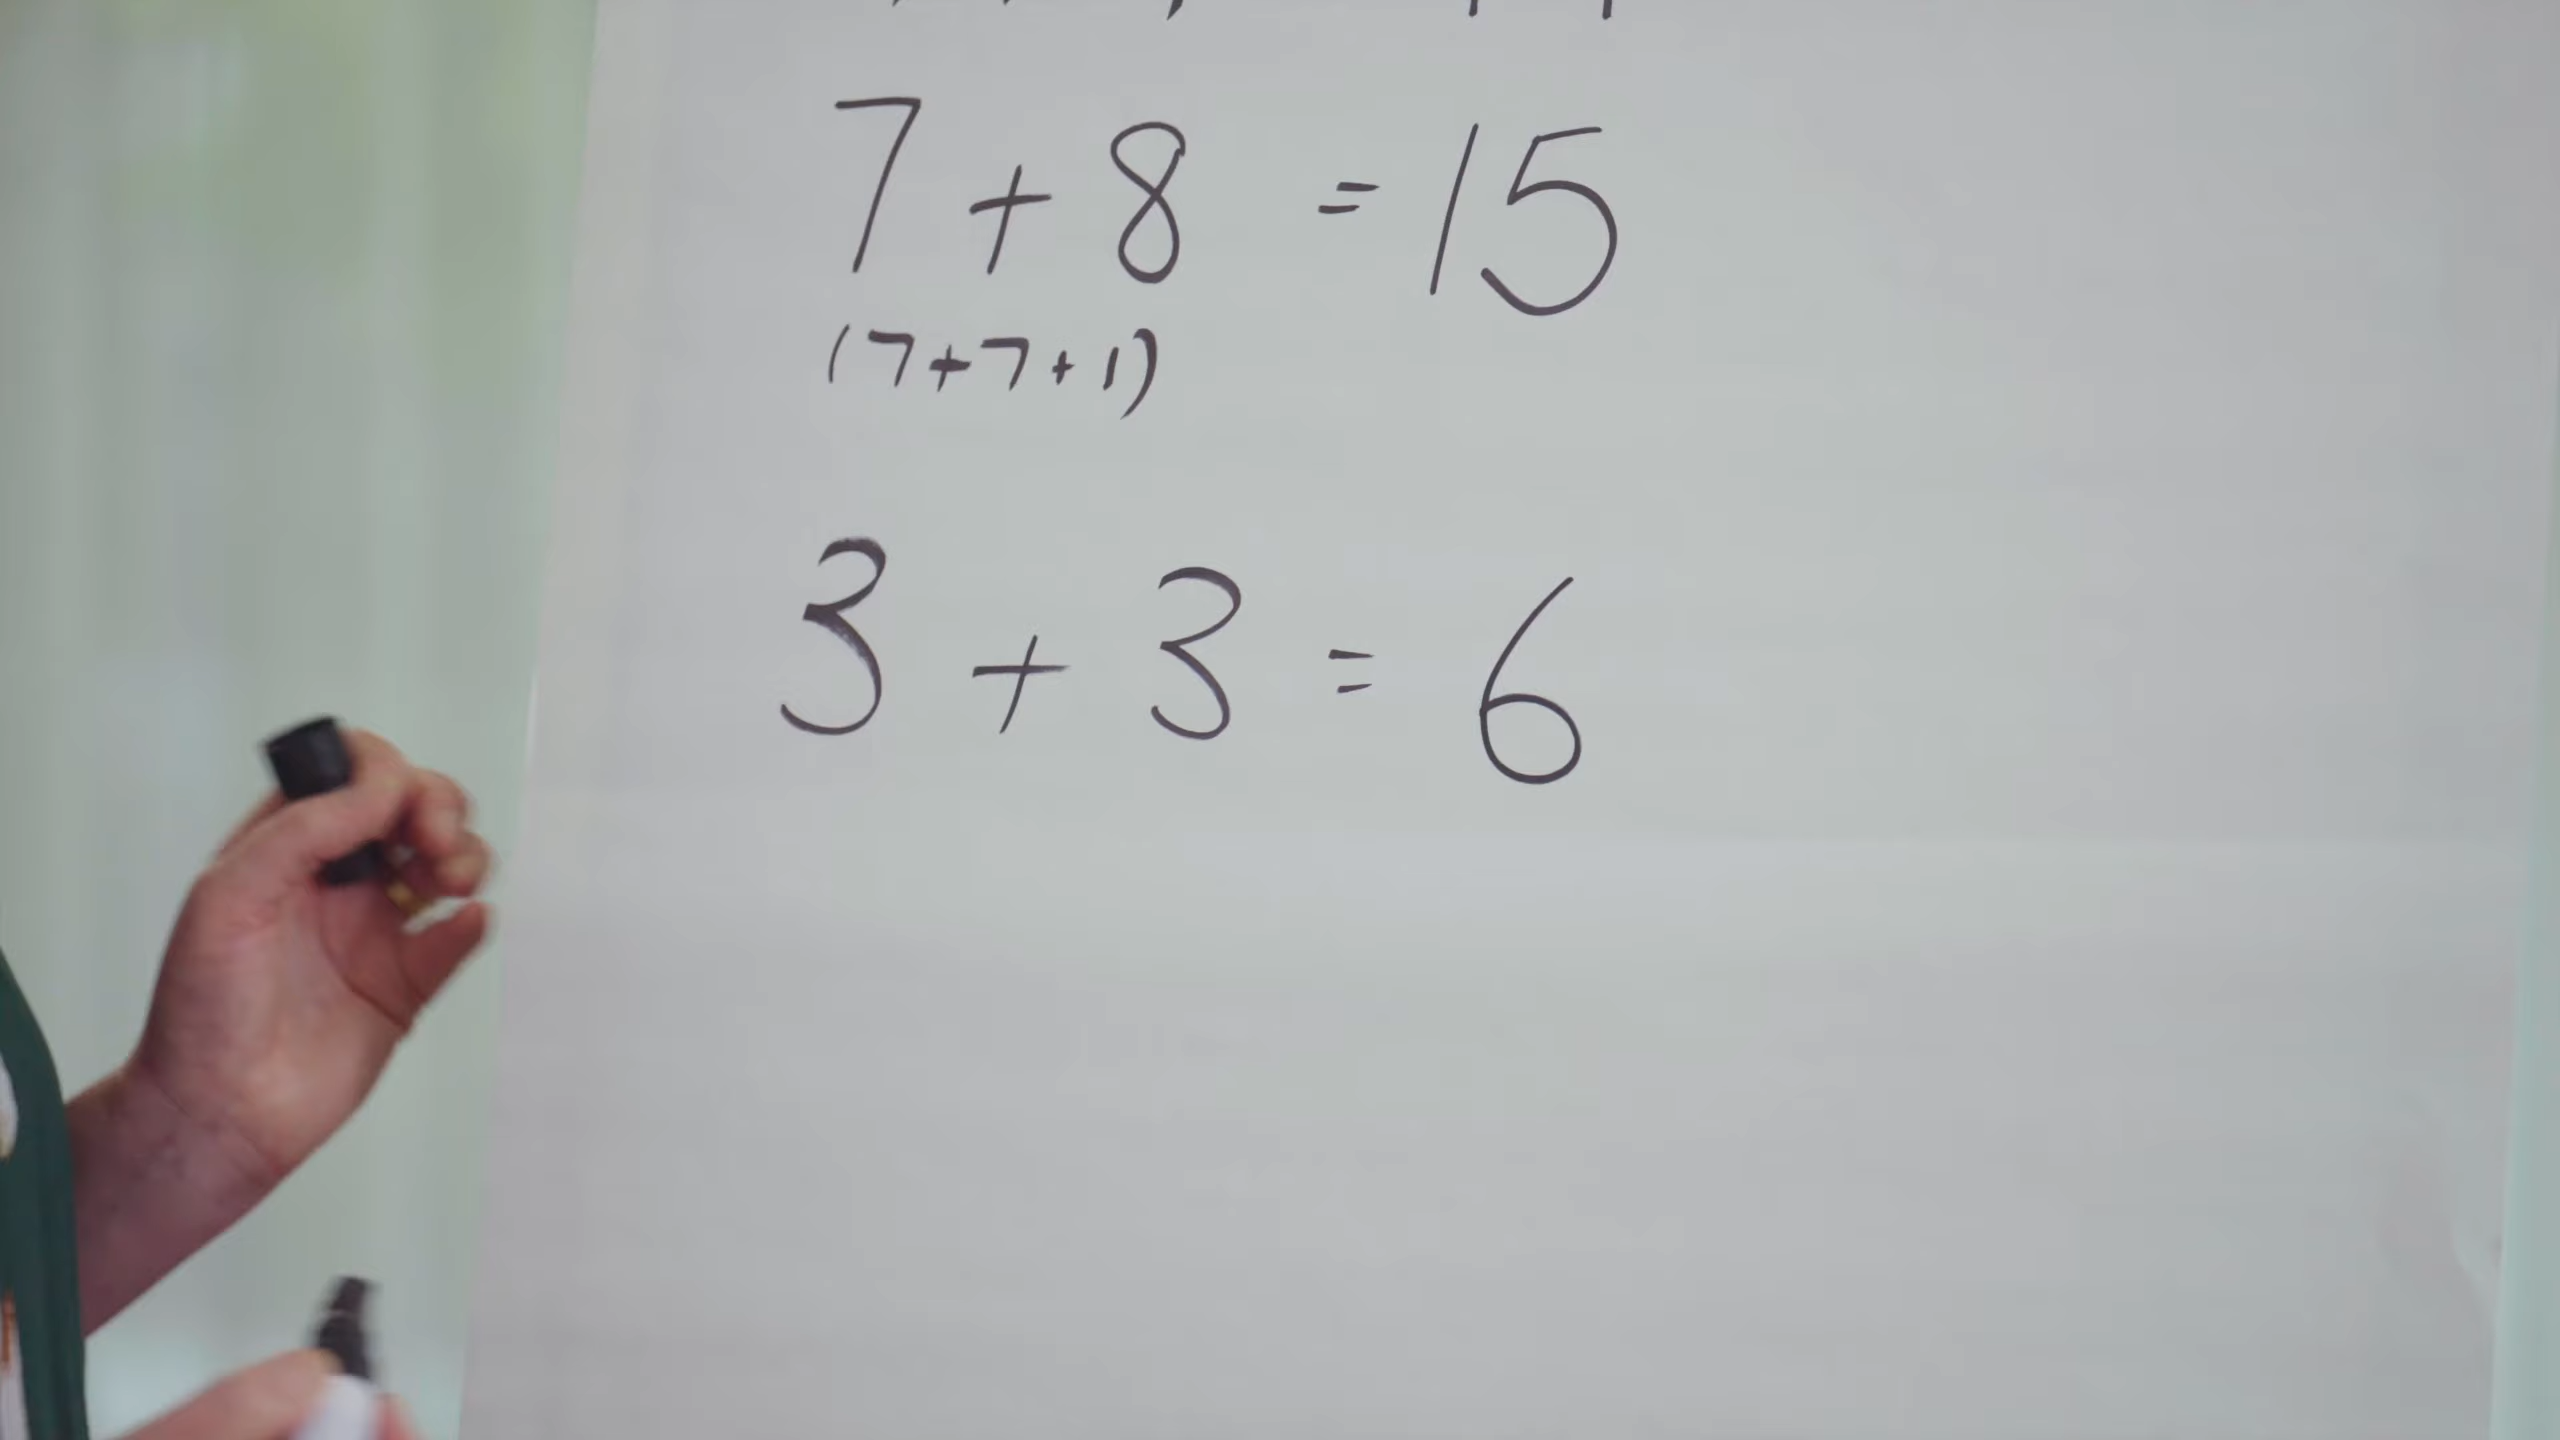 7 + 8 = 15
(7+7+1)
3 + 3 = 6